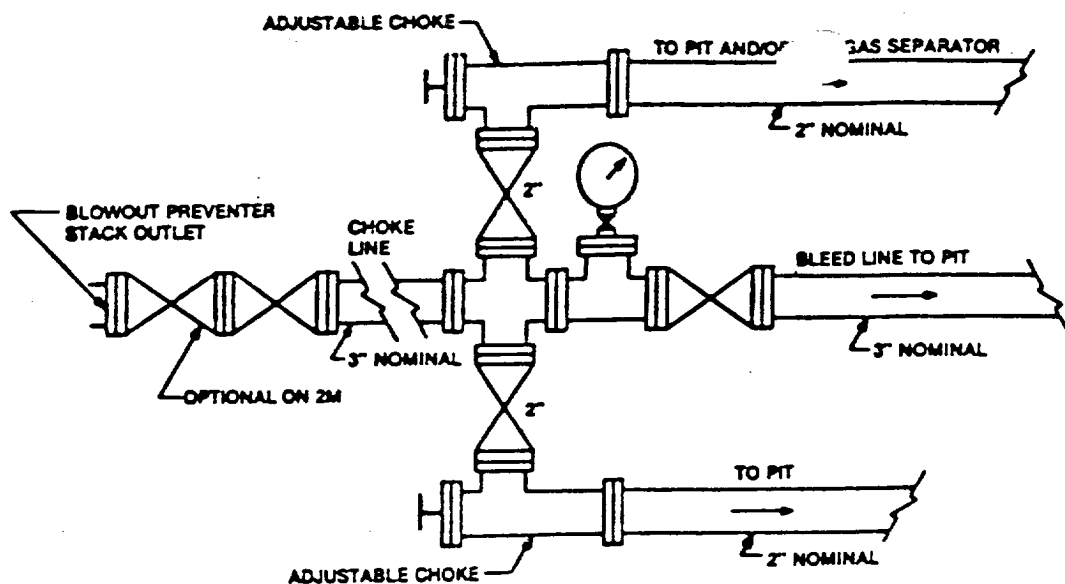 ADJUSTABLE CHOKE
TO PIT AND/O GAS SEPARATOR
2" NOMINAL
2"
BLOWOUT PREVENTER
STACK OUTLET
CHOKE
LINE
BLEED LINE TO PIT
3" NOMINAL
3" NOMINAL
OPTIONAL ON 2M
2"
TO PIT
2" NOMINAL
ADJUSTABLE CHOKE